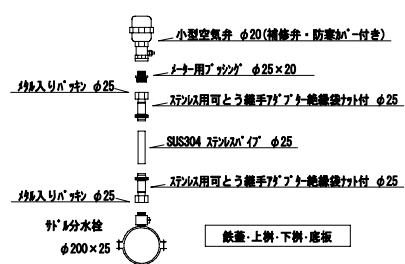 小型空気弁 φ20(補修弁・防寒ｶﾊﾞｰ付き)
ﾒｰﾀｰ用ﾌﾞｯｼﾝｸﾞ φ25×20
ﾒﾀﾙ入りﾊﾟｯｷﾝ φ25
ｽﾃﾝﾚｽ用可とう継手ｱﾀﾞﾌﾟﾀｰ絶縁袋ﾅｯﾄ付 φ25
SUS304 ｽﾃﾝﾚｽﾊﾟｲﾌﾟ φ25
ｽﾃﾝﾚｽ用可とう継手ｱﾀﾞﾌﾟﾀｰ絶縁袋ﾅｯﾄ付 φ25
ﾒﾀﾙ入りﾊﾟｯｷﾝ φ25
ｻﾄﾞﾙ分水栓
φ200×25
鉄蓋・上桝・下桝・底板